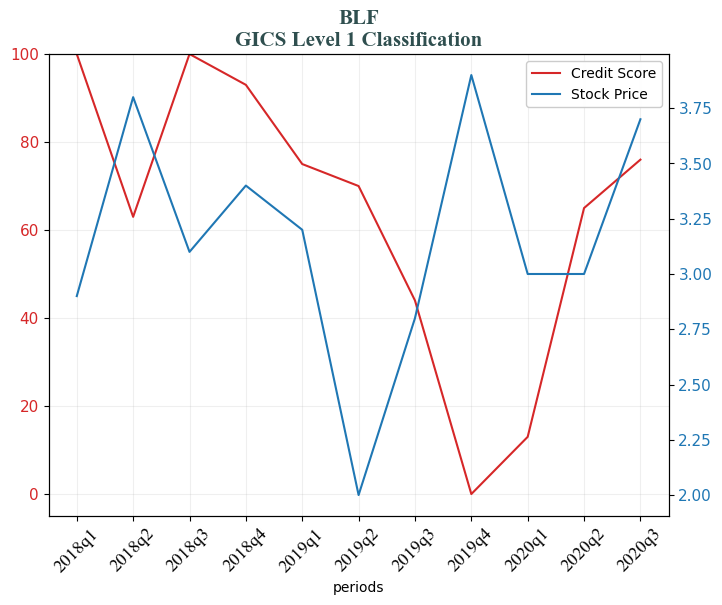 BLF
GICS Level 1 Classification
Credit Score
Stock Price
100
80
60
40
20
0
3.75
3.50
3.25
3.00
2.75
2.50
2.25
2.00
2018q1
2018q2
2018q3
2018q4
2019q1
2019q2
2019q3
2019q4
2020q1
2020q2
2020q3
periods